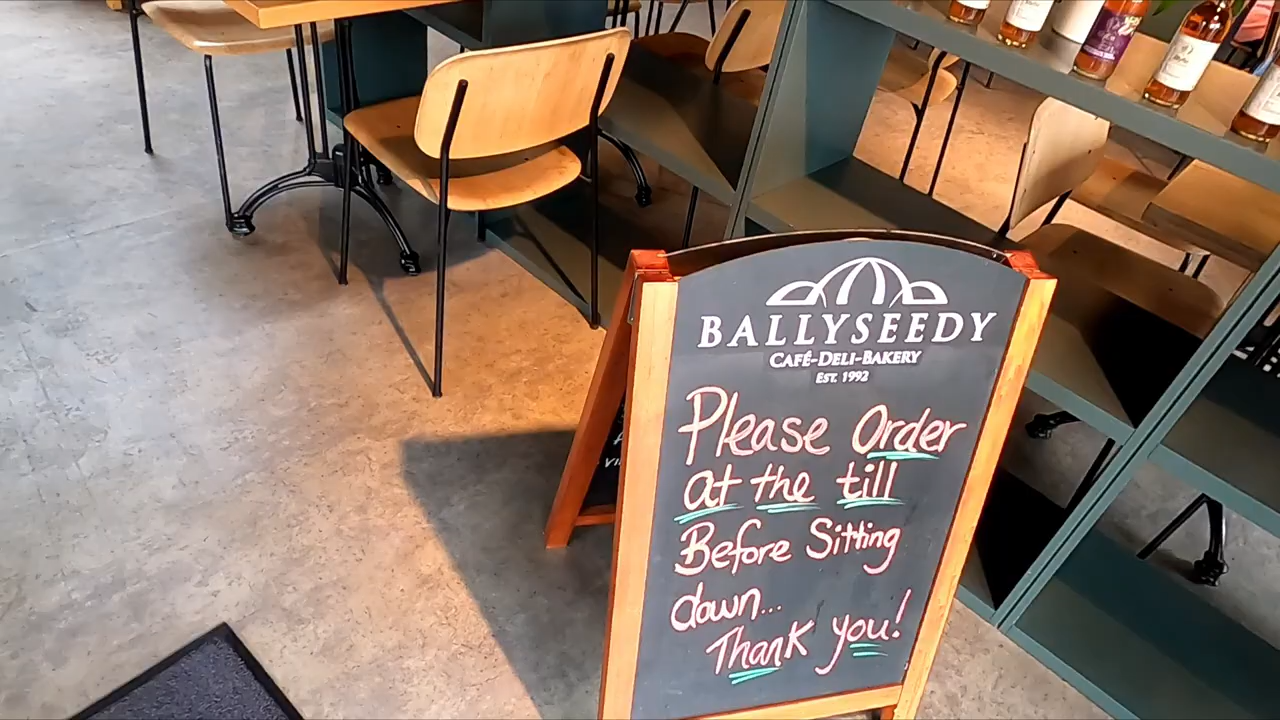 BALLYSEEDY
CAFÉ-DELI-BAKERY
EST. 1992
Please Order
at the till
Before Sitting
down...
Thank you!